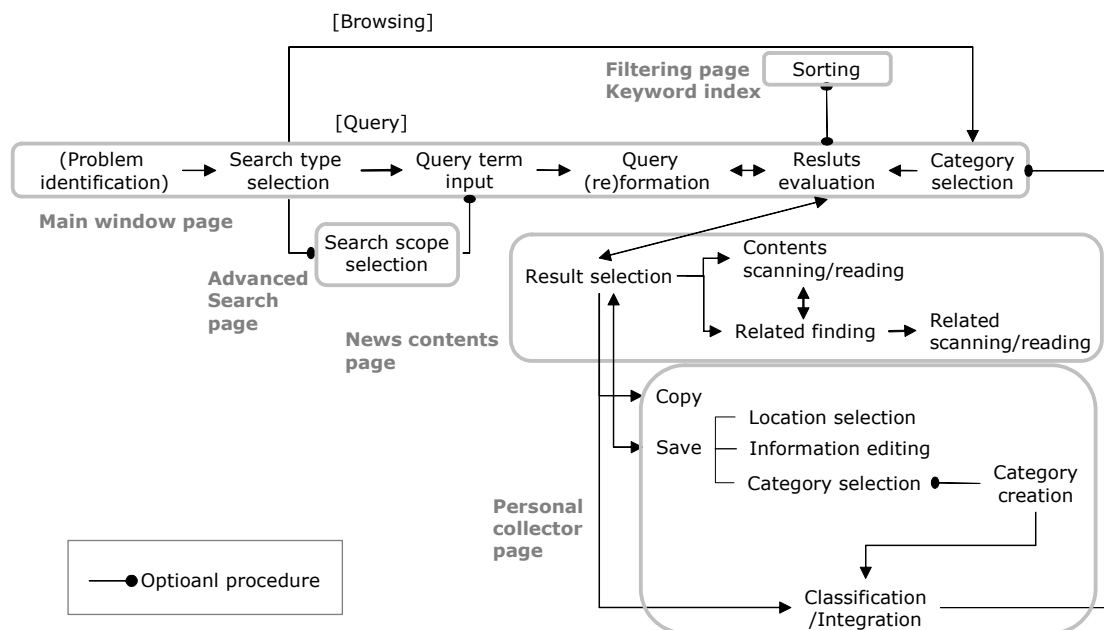 [Browsing]
Filtering page
Keyword index
Sorting
[Query]
(Problem
identification)
Search type
selection
Query term
input
Query
(re)formation
Resluts
evaluation
Category
selection
Main window page
Search scope
selection
Advanced
Search
page
Result selection
Contents
scanning/reading
Related finding
Related
scanning/reading
News contents
page
Copy
Save
Location selection
Information editing
Category selection
Category
creation
Personal
collector
page
Classification
/Integration
Optioanl procedure